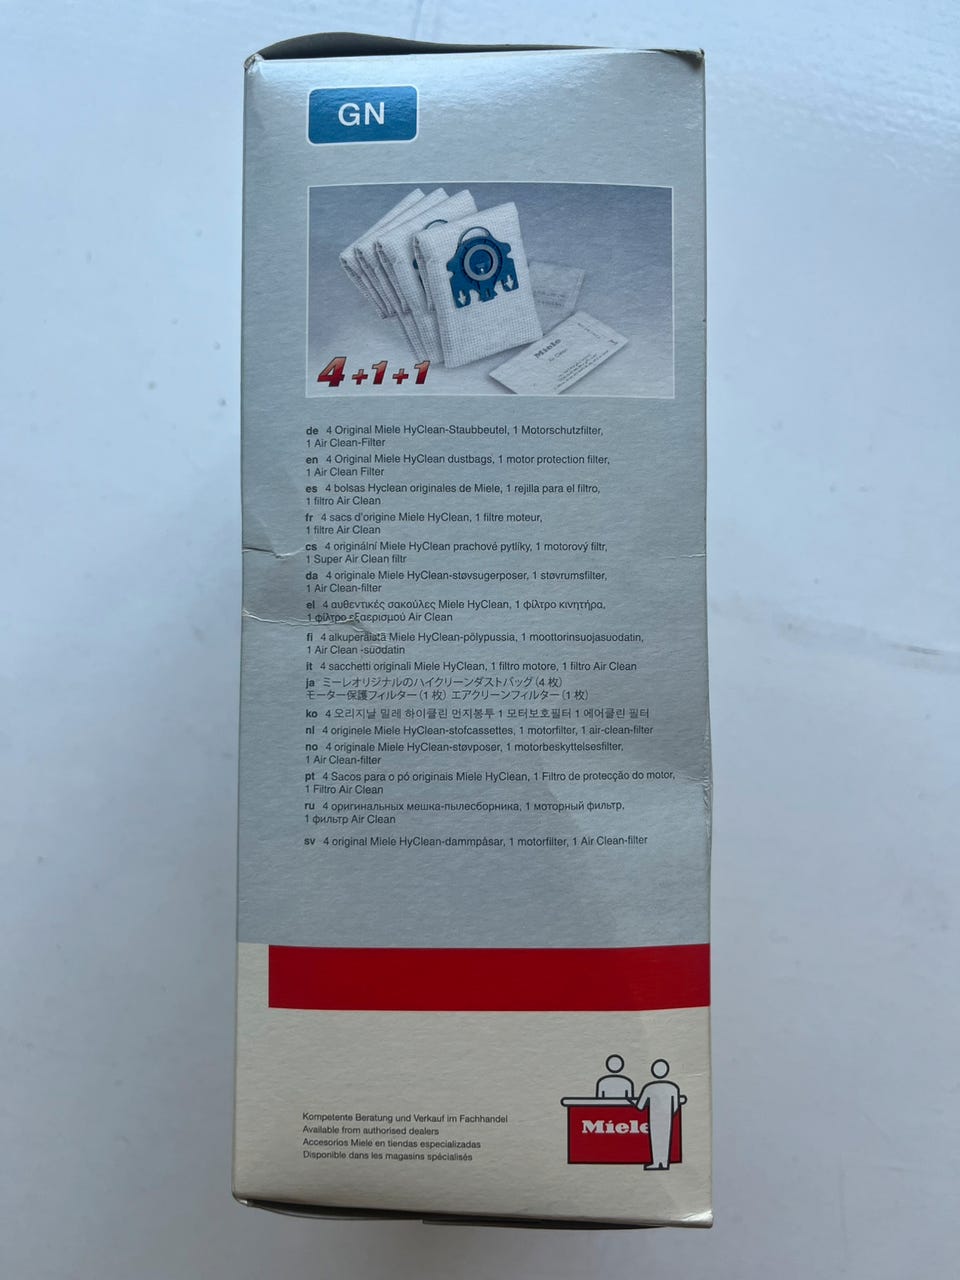 GN
Miele
Air Clean
4+1+1
de 4 Original Miele HyClean-Staubbeutel, 1 Motorschutzfilter,
1 Air Clean-Filter
en 4 Original Miele HyClean dustbags, 1 motor protection filter,
1 Air Clean Filter
es 4 bolsas Hyclean originales de Miele, 1 rejilla para el filtro,
1 filtro Air Clean
fr 4 sacs d'origine Miele HyClean, 1 filtre moteur,
1 filtre Air Clean
cs 4 originální Miele HyClean prachové pytlíky, 1 motorový filtr,
1 Super Air Clean filtr
da 4 originale Miele HyClean-støvsugerposer, 1 støvrumsfilter,
1 Air Clean-filter
el 4 αυθεντικές σακούλες Miele HyClean, 1 φίλτρο κινητήρα,
1 φίλτρο εξαερισμού Air Clean
fi 4 alkuperäistä Miele HyClean-pölypussia, 1 moottorinsuojasuodatin,
1 Air Clean -suodatin
it 4 sacchetti originali Miele HyClean, 1 filtro motore, 1 filtro Air Clean
ja ミーレオリジナルのハイクリーンダストバッグ(4 枚)
モーター保護フィルター(1 枚) エアクリーンフィルター(1 枚)
ko 4 오리지날 밀레 하이클린 먼지봉투 1 모터보호필터 1 에어클린 필터
nl 4 originele Miele HyClean-stofcassettes, 1 motorfilter, 1 air-clean-filter
no 4 originale Miele HyClean-støvposer, 1 motorbeskyttelsesfilter,
1 Air Clean-filter
pt 4 Sacos para o pó originais Miele HyClean, 1 Filtro de protecção do motor,
1 Filtro Air Clean
ru 4 оригинальных мешка-пылесборника, 1 моторный фильтр,
1 фильтр Air Clean
sv 4 original Miele HyClean-dammpåsar, 1 motorfilter, 1 Air Clean-filter
Kompetente Beratung und Verkauf im Fachhandel
Available from authorised dealers
Accesorios Miele en tiendas especializadas
Disponible dans les magasins spécialisés
Miele